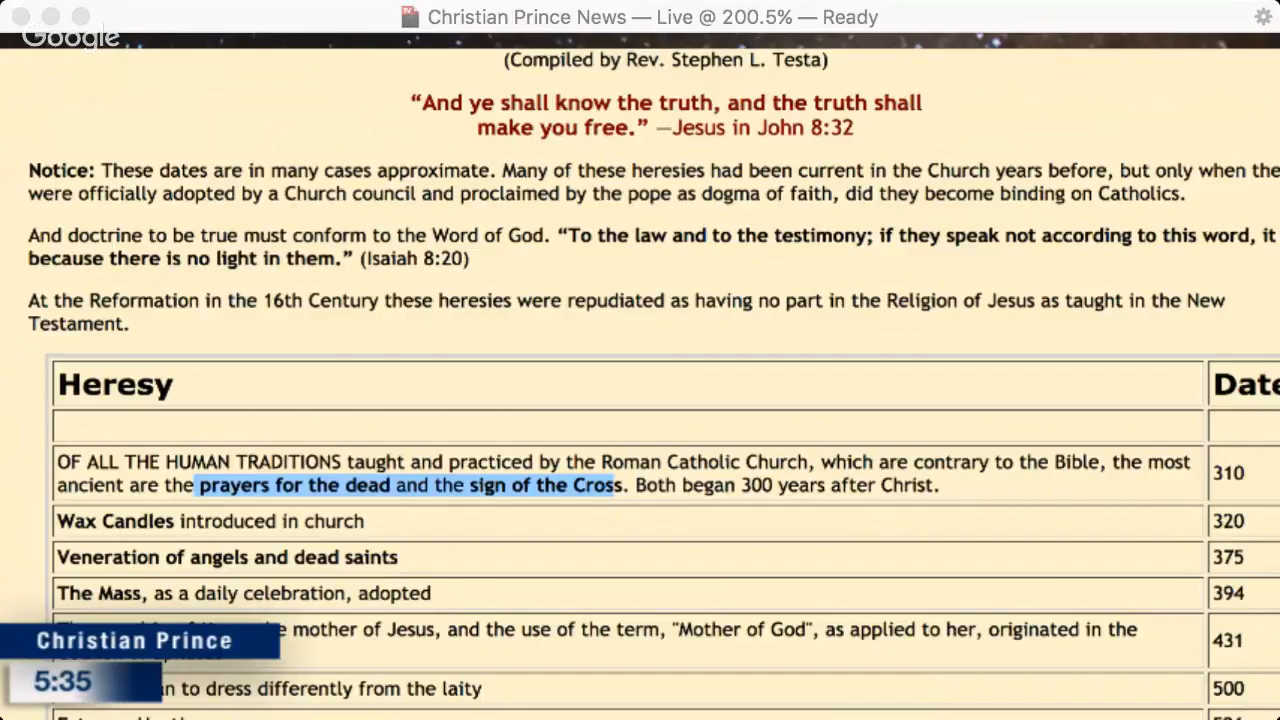 Christian Prince News — Live @ 200.5% — Ready
Google
(Compiled by Rev. Stephen L. Testa)
“And ye shall know the truth, and the truth shall
make you free.” —Jesus in John 8:32
Notice: These dates are in many cases approximate. Many of these heresies had been current in the Church years before, but only when the
were officially adopted by a Church council and proclaimed by the pope as dogma of faith, did they become binding on Catholics.
And doctrine to be true must conform to the Word of God. “To the law and to the testimony; if they speak not according to this word, it
because there is no light in them.” (Isaiah 8:20)
At the Reformation in the 16th Century these heresies were repudiated as having no part in the Religion of Jesus as taught in the New
Testament.
Heresy Date
OF ALL THE HUMAN TRADITIONS taught and practiced by the Roman Catholic Church, which are contrary to the Bible, the most
ancient are the prayers for the dead and the sign of the Cross. Both began 300 years after Christ. 310
Wax Candles introduced in church 320
Veneration of angels and dead saints 375
The Mass, as a daily celebration, adopted 394
mother of Jesus, and the use of the term, "Mother of God", as applied to her, originated in the
431
Christian Prince
5:35
to dress differently from the laity 500